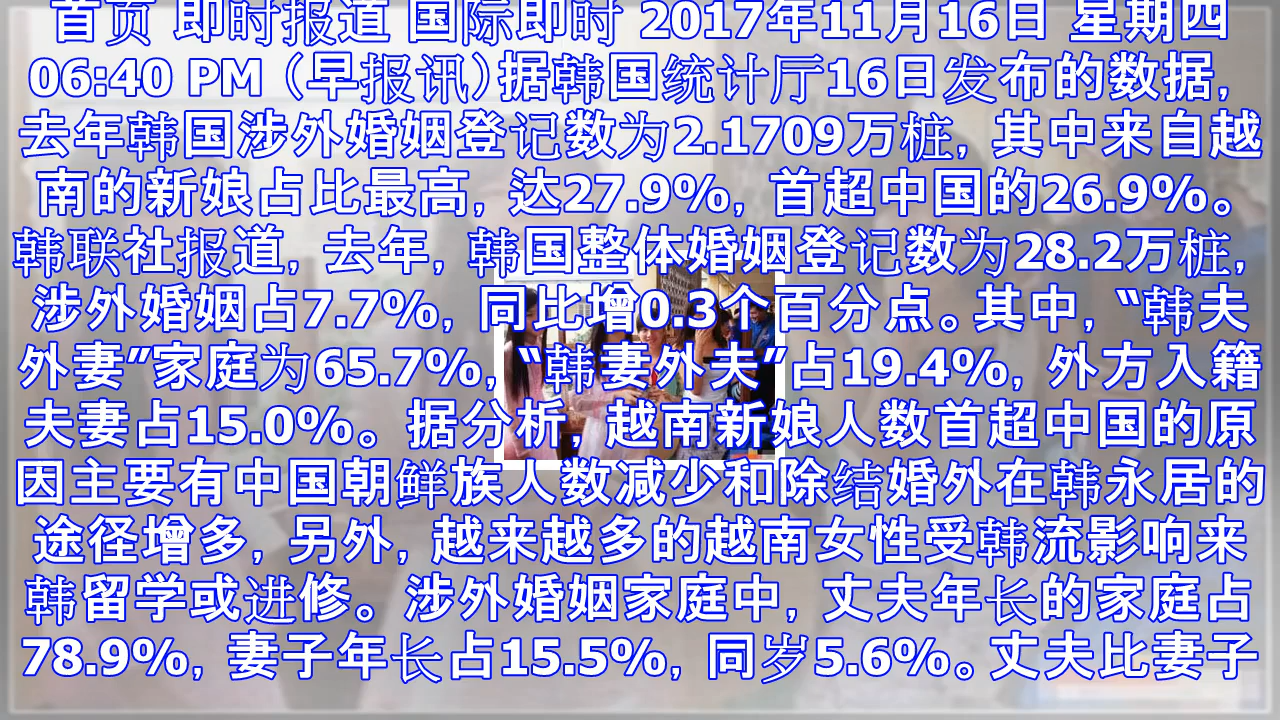 首页 即时报道 国际即时 2017年11月16日 星期四
06:40 PM (早报讯)据韩国统计厅16日发布的数据,
去年韩国涉外婚姻登记数为2.1709万桩, 其中来自越
南的新娘占比最高, 达27.9%, 首超中国的26.9%。
韩联社报道, 去年, 韩国整体婚姻登记数为28.2万桩,
涉外婚姻占7.7%, 同比增0.3个百分点。其中, “韩夫
外妻”家庭为65.7%, “韩妻外夫”占19.4%, 外方入籍
夫妻占15.0%。据分析, 越南新娘人数首超中国的原
因主要有中国朝鲜族人数减少和除结婚外在韩永居的
途径增多, 另外, 越来越多的越南女性受韩流影响来
韩留学或进修。涉外婚姻家庭中, 丈夫年长的家庭占
78.9%, 妻子年长占15.5%, 同岁5.6%。丈夫比妻子